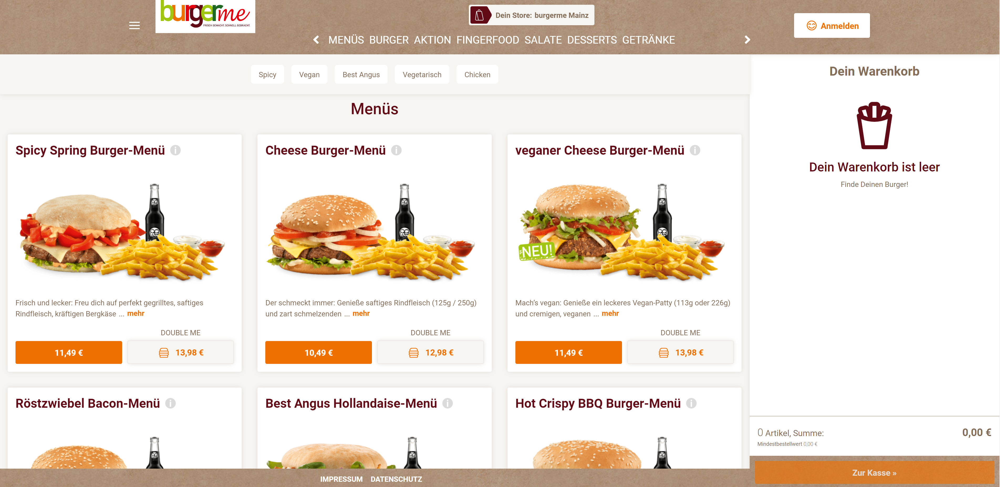 burgerme
FRISCH GEMACHT. SCHNELL GEBRACHT.
Dein Store: burgerme Mainz
Anmelden
MENÜS BURGER AKTION FINGERFOOD SALATE DESSERTS GETRÄNKE
Spicy
Vegan
Best Angus
Vegetarisch
Chicken
Menüs
Spicy Spring Burger-Menü
Frisch und lecker: Freu dich auf perfekt gegrilltes, saftiges
Rindfleisch, kräftigen Bergkäse ... mehr
DOUBLE ME
11,49 €
13,98 €
Cheese Burger-Menü
Der schmeckt immer: Genieße saftiges Rindfleisch (125g / 250g)
und zart schmelzenden ... mehr
DOUBLE ME
10,49 €
12,98 €
veganer Cheese Burger-Menü
NEU!
Mach’s vegan: Genieße ein leckeres Vegan-Patty (113g oder 226g)
und cremigen, veganen ... mehr
DOUBLE ME
11,49 €
13,98 €
Röstzwiebel Bacon-Menü
Best Angus Hollandaise-Menü
Hot Crispy BBQ Burger-Menü
IMPRESSUM DATENSCHUTZ
Dein Warenkorb
Dein Warenkorb ist leer
Finde Deinen Burger!
0 Artikel, Summe:
0,00 €
Mindestbestellwert 0,00 €
Zur Kasse »